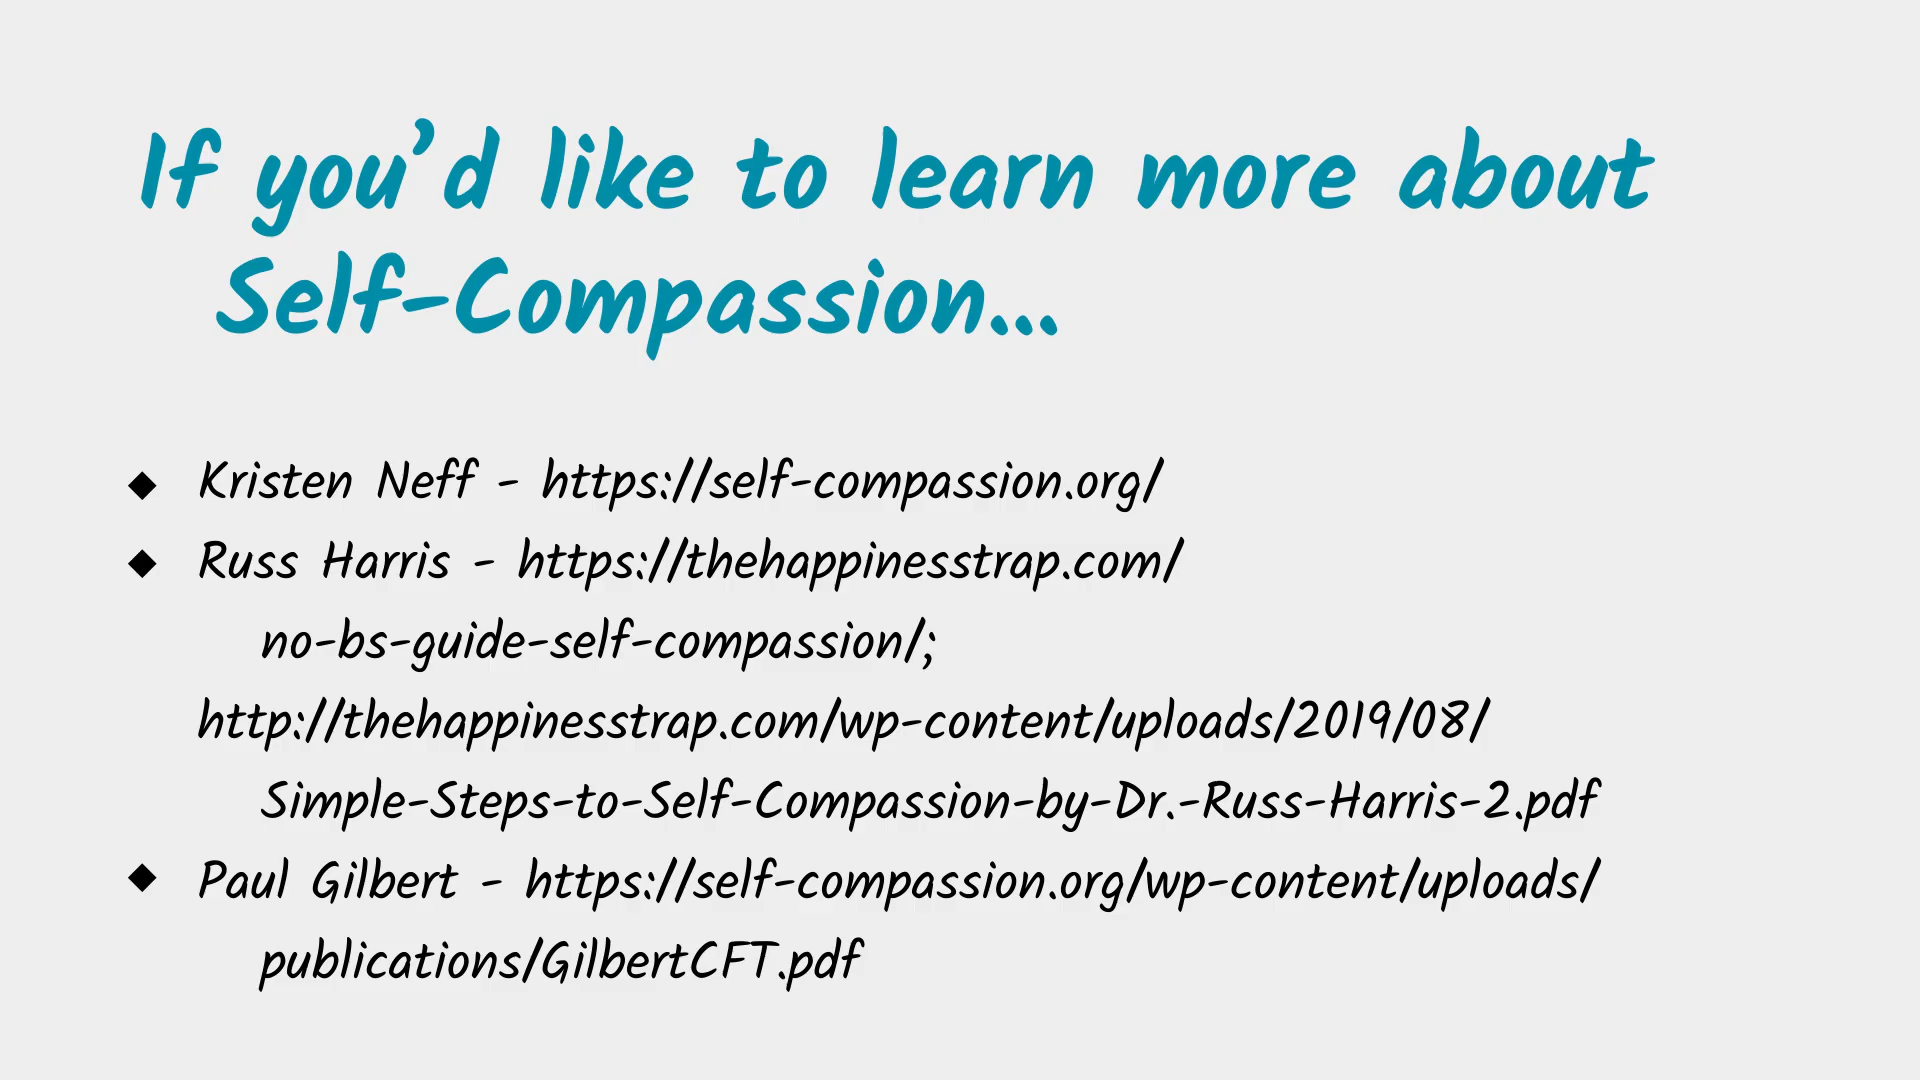 If you’d like to learn more about
Self-Compassion...
◆ Kristen Neff - https://self-compassion.org/
◆ Russ Harris - https://thehappinesstrap.com/
no-bs-guide-self-compassion/;
http://thehappinesstrap.com/wp-content/uploads/2019/08/
Simple-Steps-to-Self-Compassion-by-Dr.-Russ-Harris-2.pdf
◆ Paul Gilbert - https://self-compassion.org/wp-content/uploads/
publications/GilbertCFT.pdf